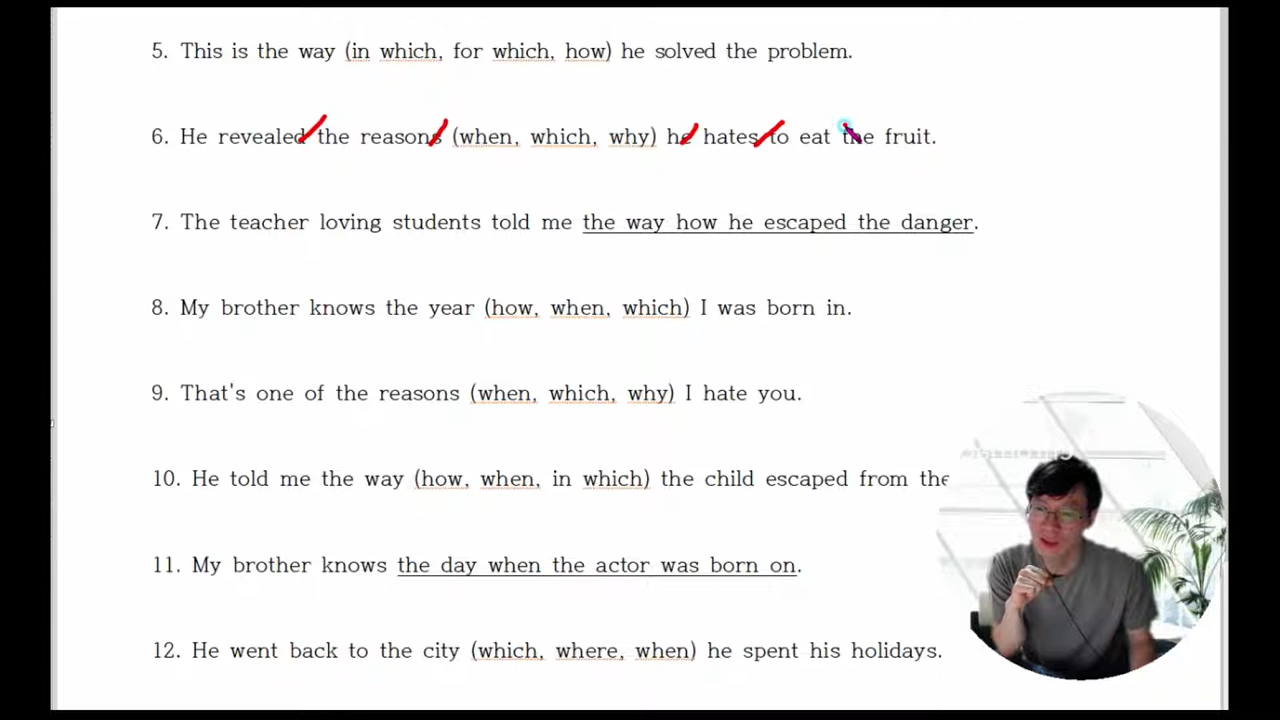 5. This is the way (in which, for which, how) he solved the problem.
6. He revealed the reasons (when, which, why) he hates to eat the fruit.
7. The teacher loving students told me the way how he escaped the danger.
8. My brother knows the year (how, when, which) I was born in.
9. That's one of the reasons (when, which, why) I hate you.
10. He told me the way (how, when, in which) the child escaped from the
11. My brother knows the day when the actor was born on.
12. He went back to the city (which, where, when) he spent his holidays.